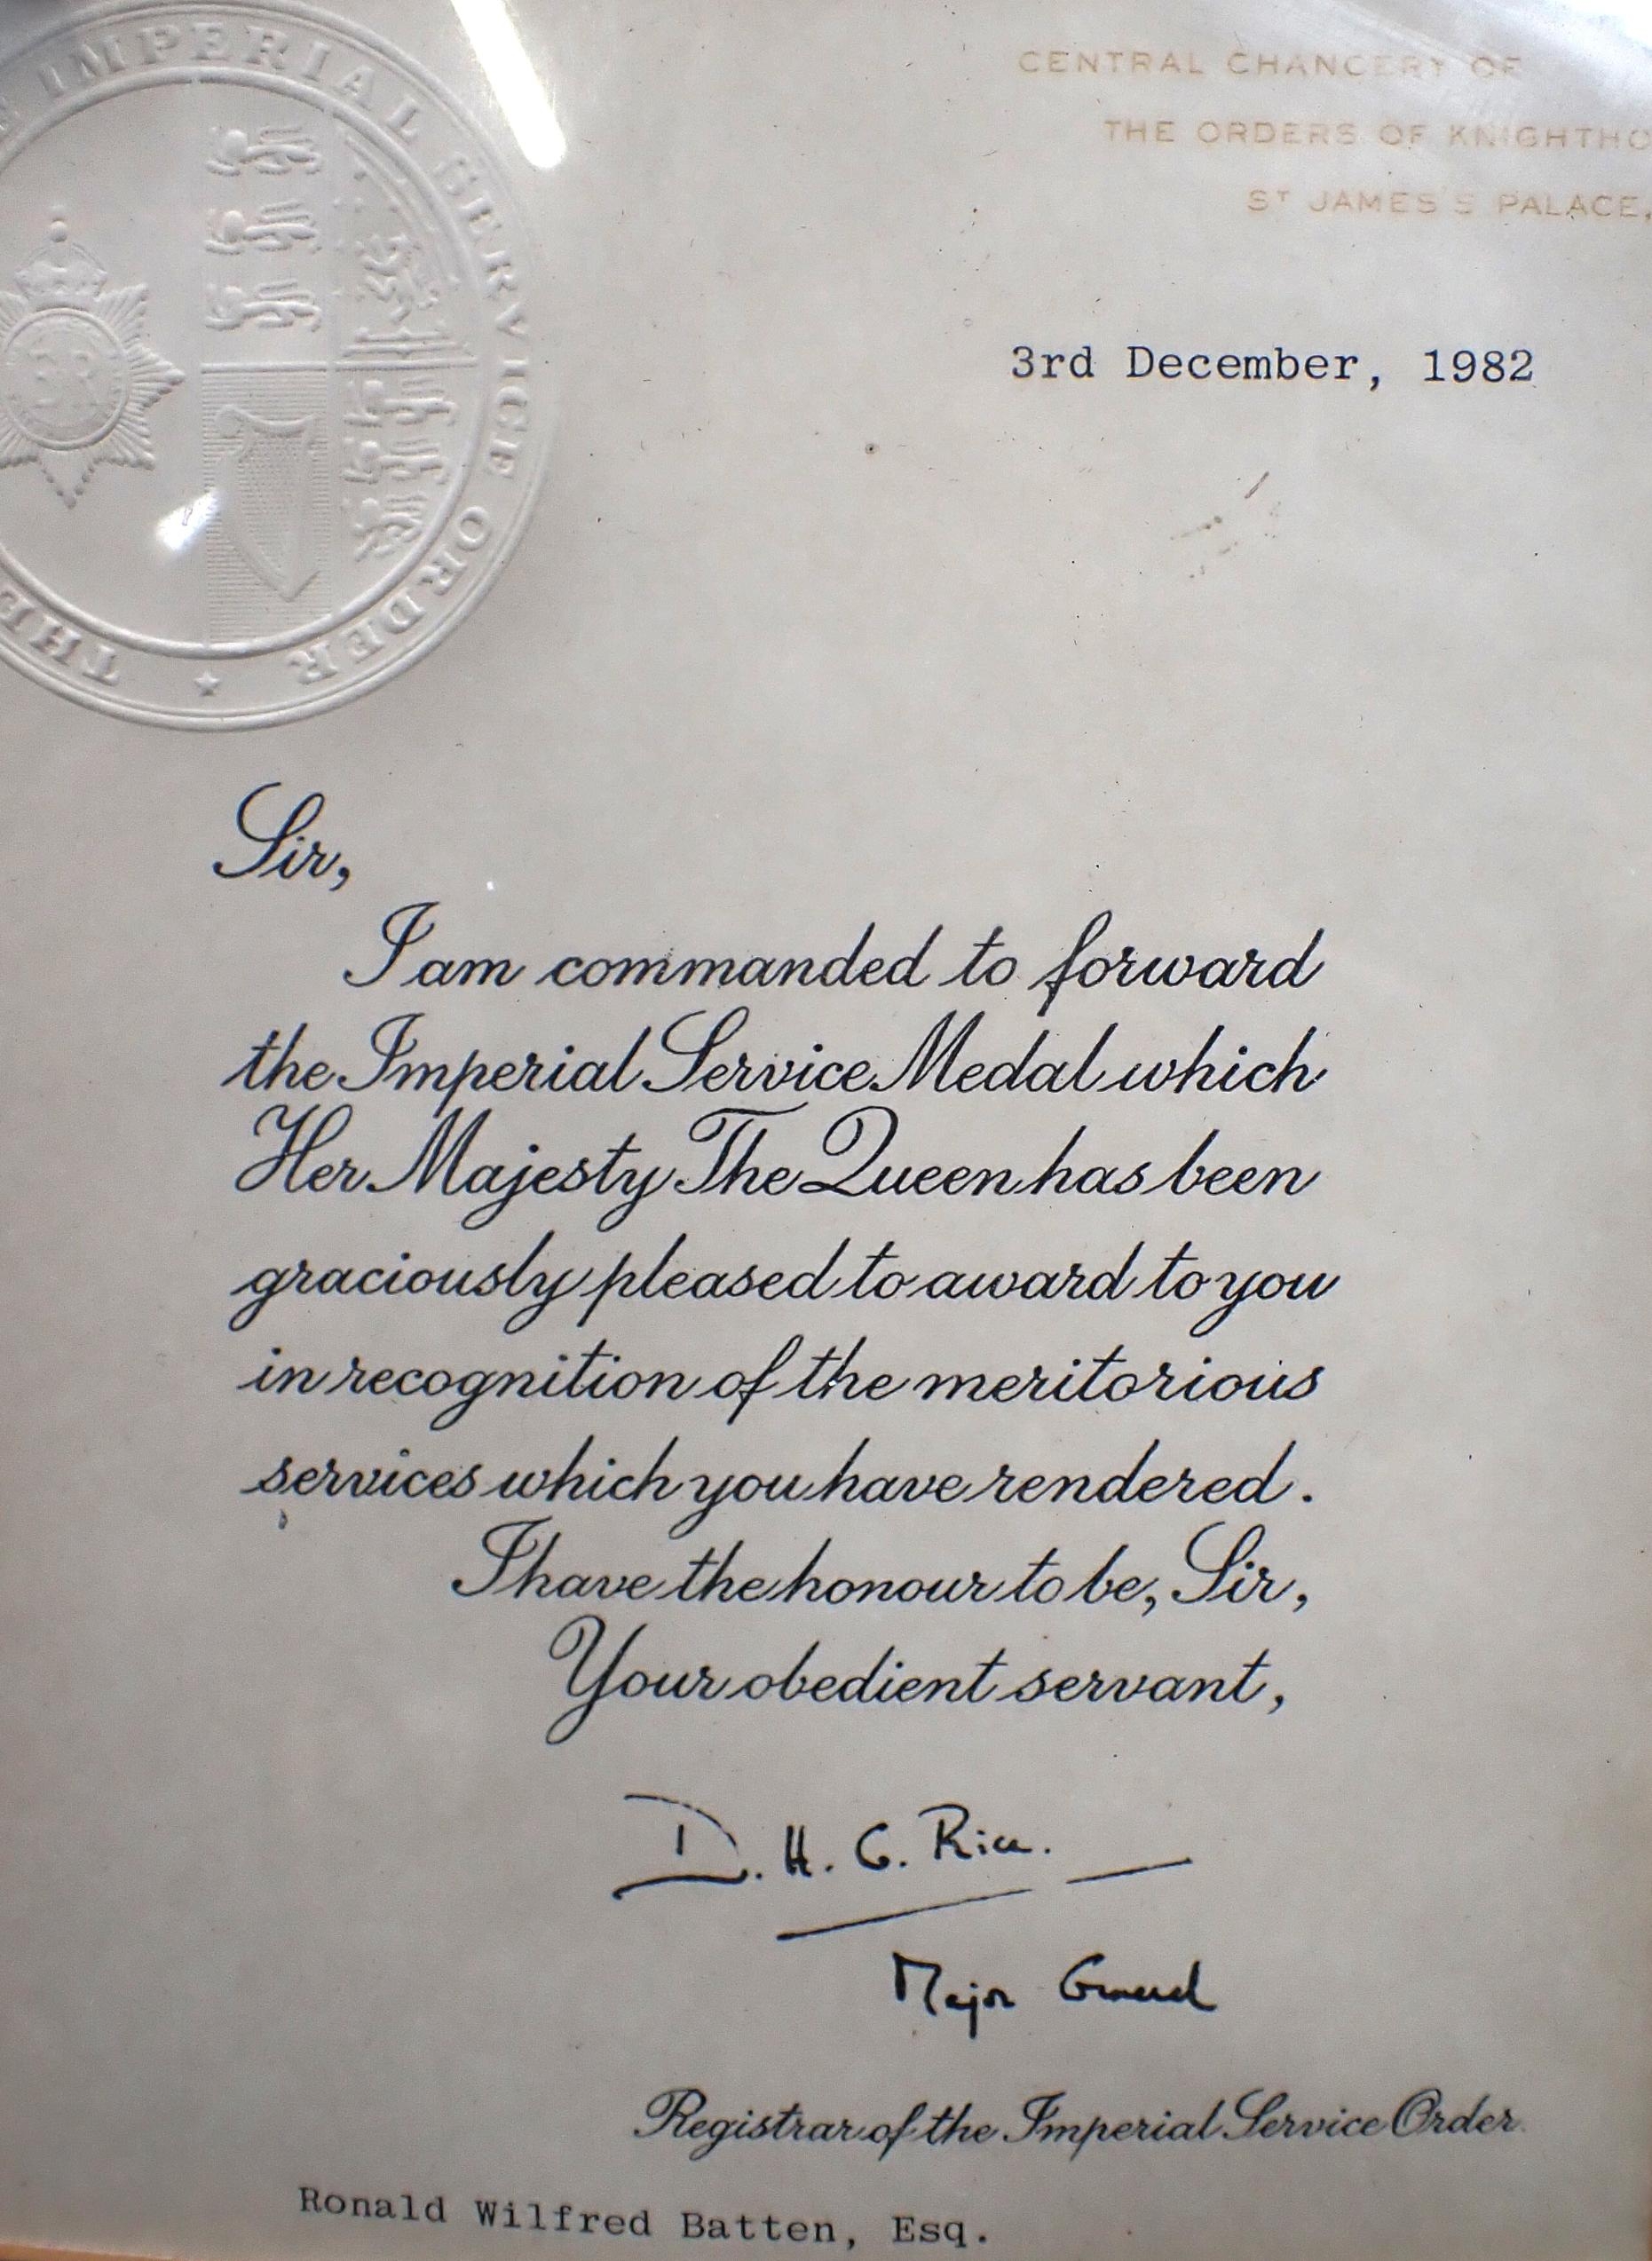 THE IMPERIAL SERVICE ORDER
CENTRAL CHANCERY OF
THE ORDERS OF KNIGHTHO
ST JAMES'S PALACE,
3rd December, 1982
Sir,
I am commanded to forward
the Imperial Service Medal which
Her Majesty The Queen has been
graciously pleased to award to you
in recognition of the meritorious
services which you have rendered.
I have the honour to be, Sir,
Your obedient servant,
D. H. G. Rice.
Major General
Registrar of the Imperial Service Order
Ronald Wilfred Batten, Esq.